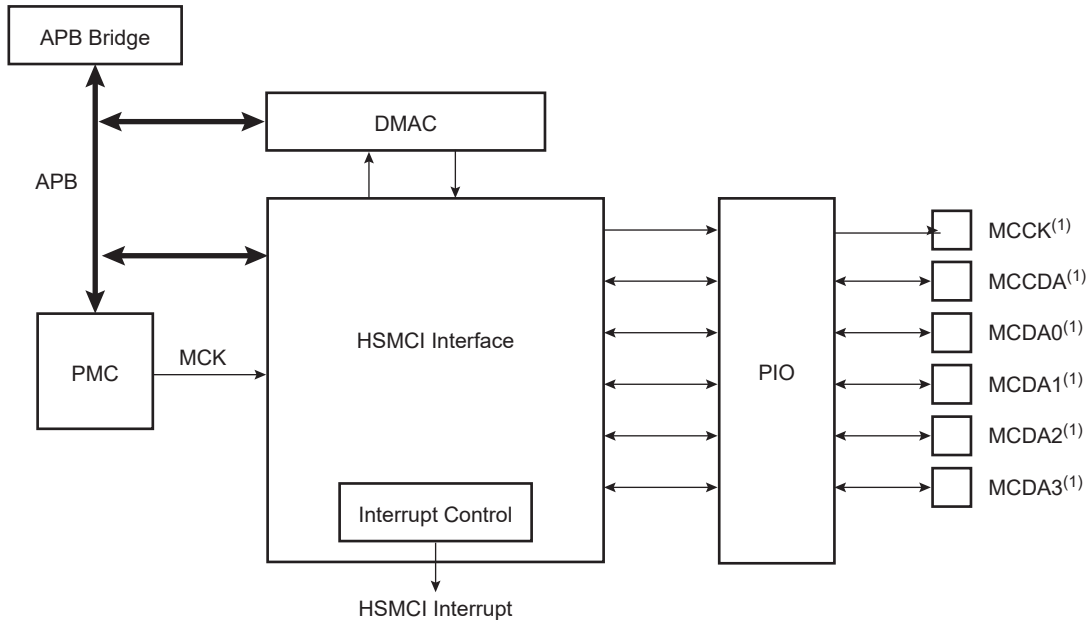 APB Bridge
DMAC
APB
MCCK(1)
MCCDA(1)
HSMCI Interface
MCDA0(1)
MCK
PMC
PIO
MCDA1(1)
MCDA2(1)
MCDA3(1)
Interrupt Control
HSMCI Interrupt